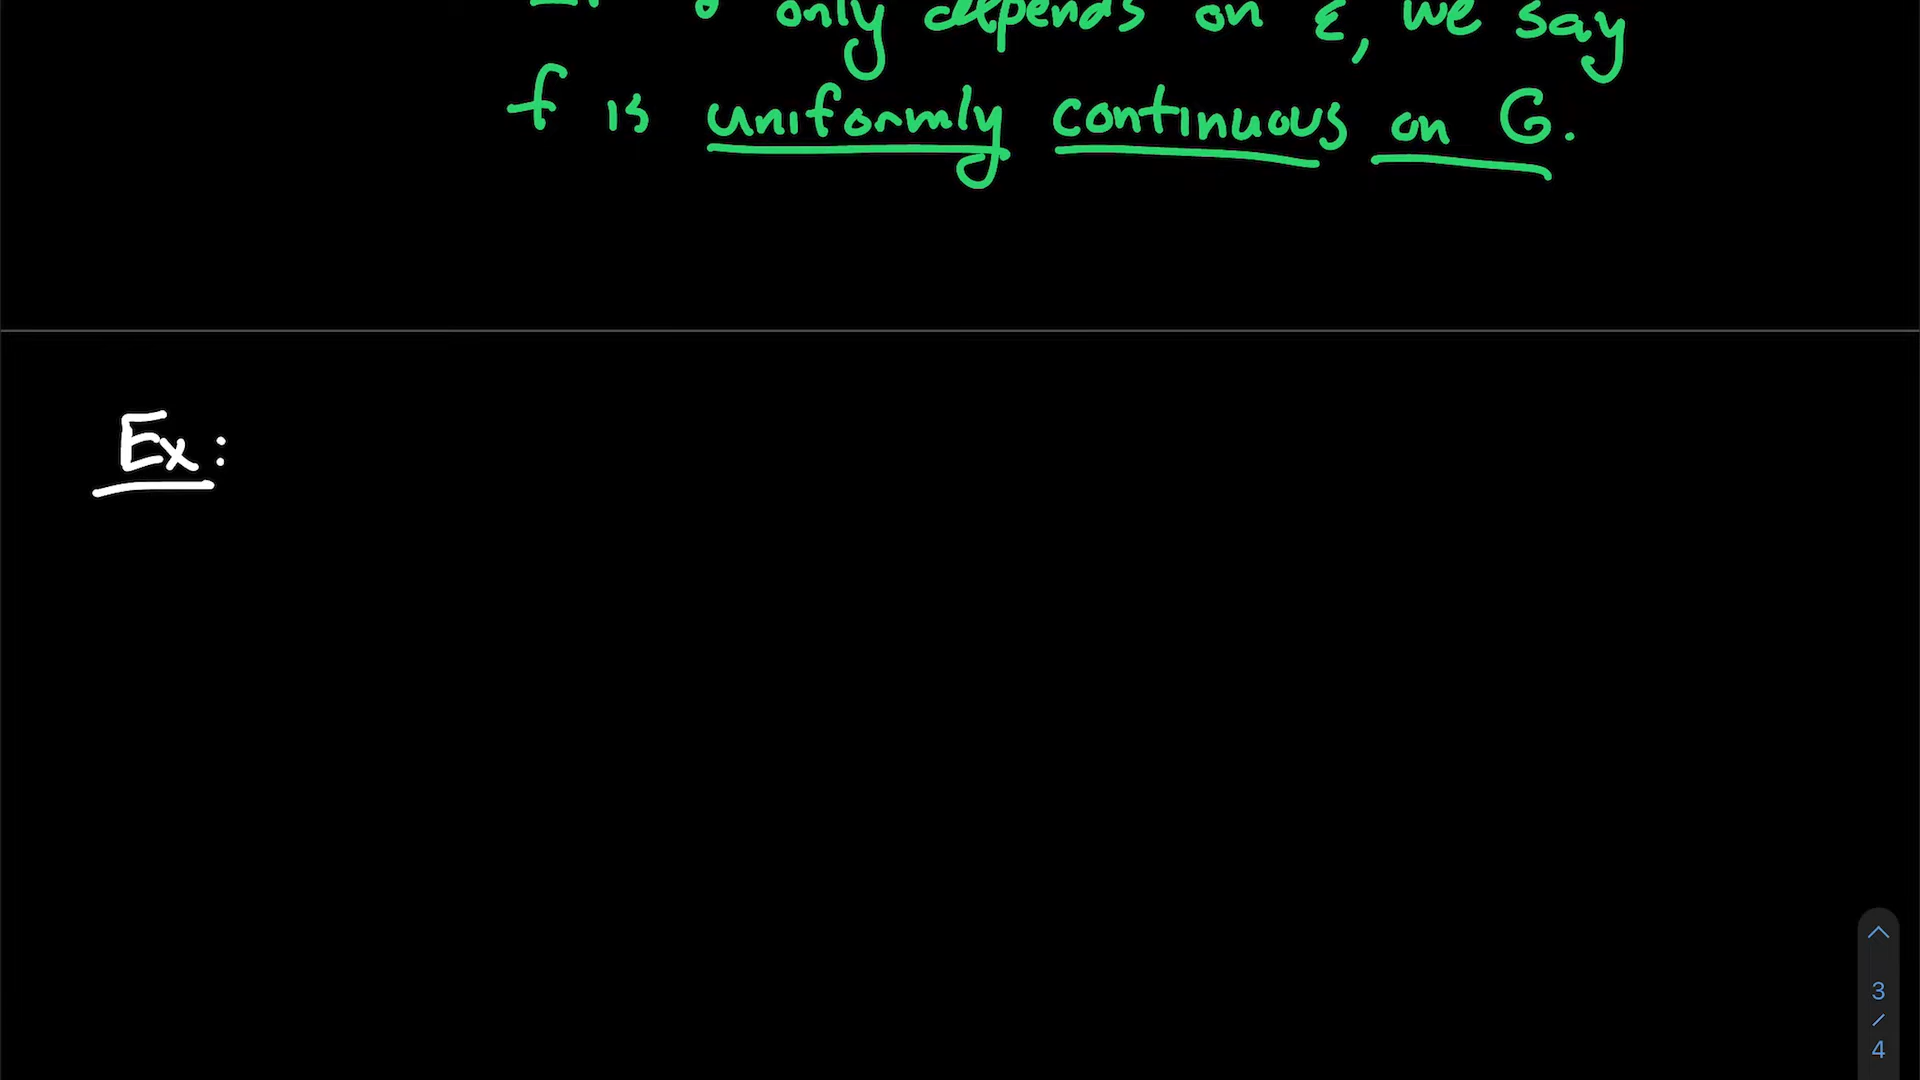 only depends on ε, we say
f is uniformly continuous on G.
Ex:
3
/
4